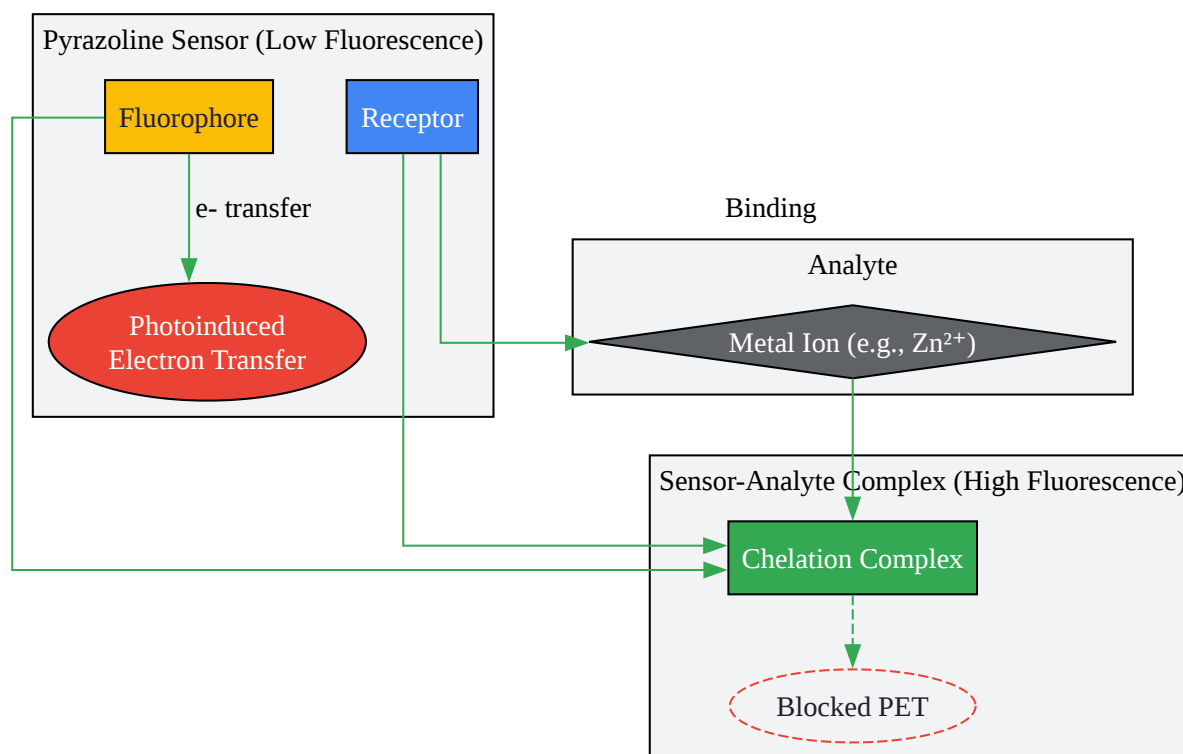 Pyrazoline Sensor (Low Fluorescence)
Fluorophore
Receptor
e- transfer
Photoinduced
Electron Transfer
Binding
Analyte
Metal Ion (e.g., Zn²⁺)
Sensor-Analyte Complex (High Fluorescence)
Chelation Complex
Blocked PET